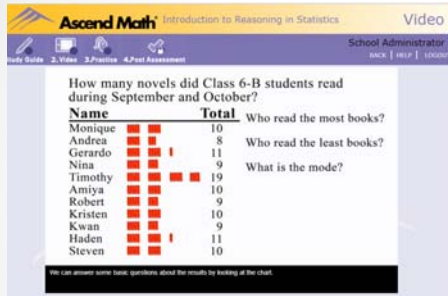 Ascend Math Introduction to Reasoning in Statistics Video
School Administrator
Study Guide 2.Video 3.Practice 4.Post Assessment BACK | HELP | LOGOUT
How many novels did Class 6-B students read
during September and October?
Name Total
Monique 10
Andrea 8
Gerardo 11
Nina 9
Timothy 19
Amiya 10
Robert 9
Kristen 10
Kwan 9
Haden 11
Steven 10
Who read the most books?
Who read the least books?
What is the mode?
We can answer some basic questions about the results by looking at the chart.